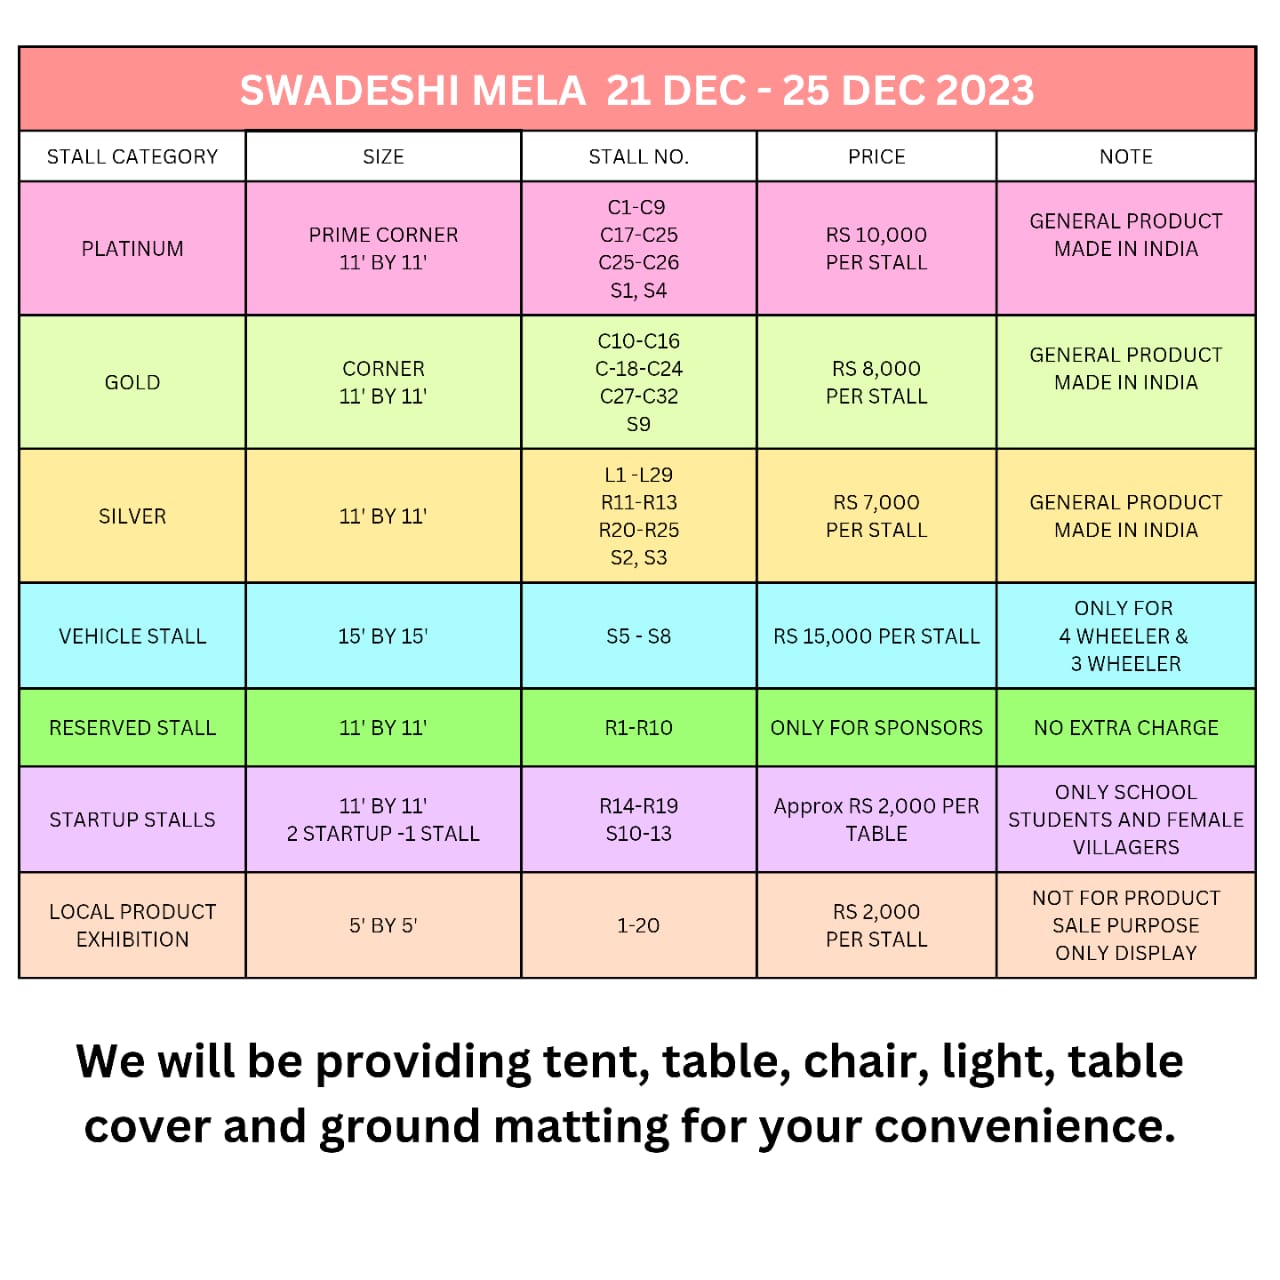 SWADESHI MELA 21 DEC - 25 DEC 2023
STALL CATEGORY SIZE STALL NO. PRICE NOTE
PLATINUM
PRIME CORNER
11' BY 11'
C1-C9
C17-C25
C25-C26
S1, S4
RS 10,000
PER STALL
GENERAL PRODUCT
MADE IN INDIA
GOLD
CORNER
11' BY 11'
C10-C16
C-18-C24
C27-C32
S9
RS 8,000
PER STALL
GENERAL PRODUCT
MADE IN INDIA
SILVER
11' BY 11'
L1 -L29
R11-R13
R20-R25
S2, S3
RS 7,000
PER STALL
GENERAL PRODUCT
MADE IN INDIA
VEHICLE STALL
15' BY 15'
S5 - S8
RS 15,000 PER STALL
ONLY FOR
4 WHEELER &
3 WHEELER
RESERVED STALL
11' BY 11'
R1-R10
ONLY FOR SPONSORS
NO EXTRA CHARGE
STARTUP STALLS
11' BY 11'
2 STARTUP -1 STALL
R14-R19
S10-13
Approx RS 2,000 PER
TABLE
ONLY SCHOOL
STUDENTS AND FEMALE
VILLAGERS
LOCAL PRODUCT
EXHIBITION
5' BY 5'
1-20
RS 2,000
PER STALL
NOT FOR PRODUCT
SALE PURPOSE
ONLY DISPLAY
We will be providing tent, table, chair, light, table
cover and ground matting for your convenience.